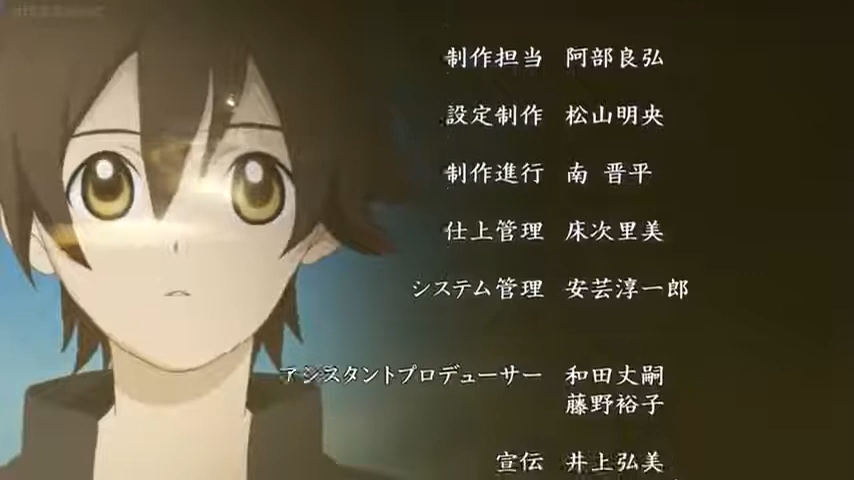 制作担当 阿部良弘
設定制作 松山明央
制作進行 南 晋平
仕上管理 床次里美
システム管理 安芸淳一郎
アシスタントプロデューサー 和田丈嗣
藤野裕子
宣伝 井上弘美